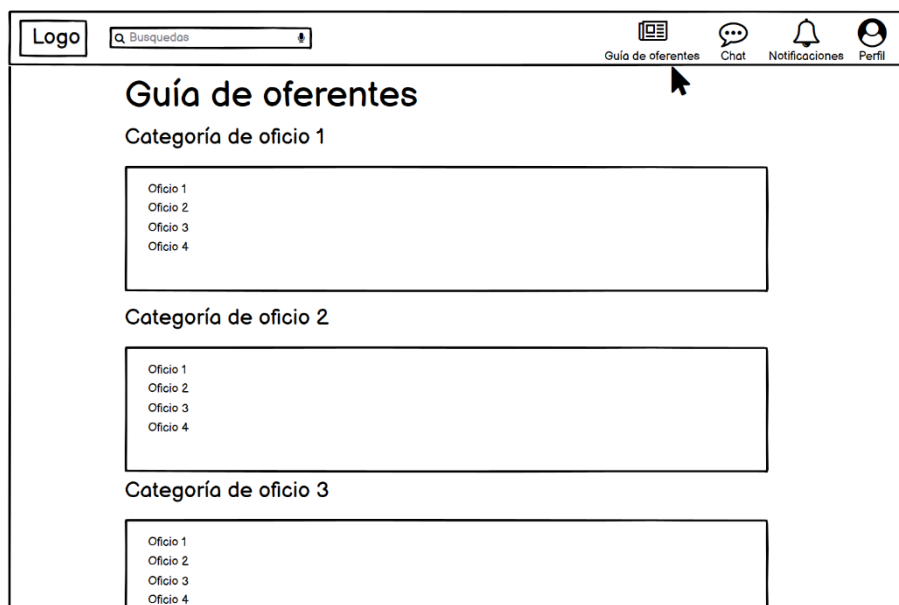 Logo
Busquedas
Guía de oferentes
Chat
Notificaciones
Perfil
Guía de oferentes
Categoría de oficio 1
Oficio 1
Oficio 2
Oficio 3
Oficio 4
Categoría de oficio 2
Oficio 1
Oficio 2
Oficio 3
Oficio 4
Categoría de oficio 3
Oficio 1
Oficio 2
Oficio 3
Oficio 4